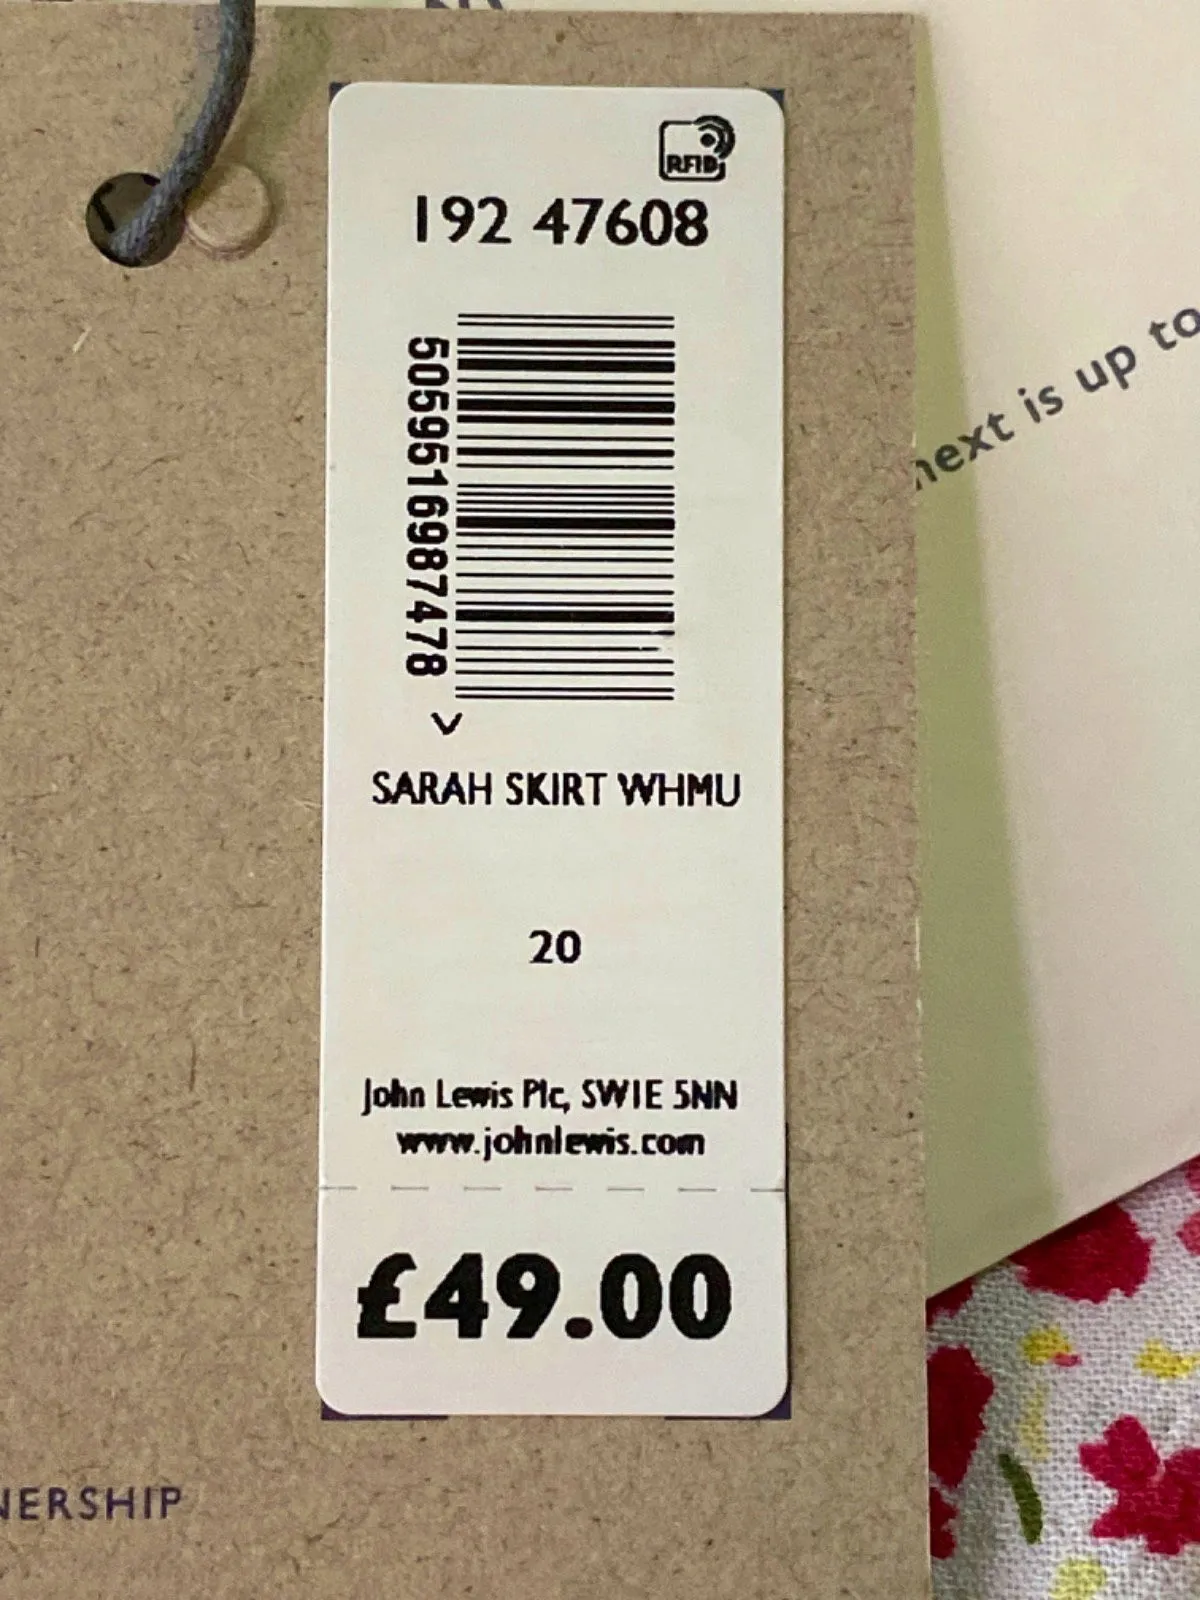 RFID
192 47608
5059516987478
>
SARAH SKIRT WHMU
20
John Lewis Plc, SW1E 5NN
www.johnlewis.com
£49.00
next is up to
NERSHIP